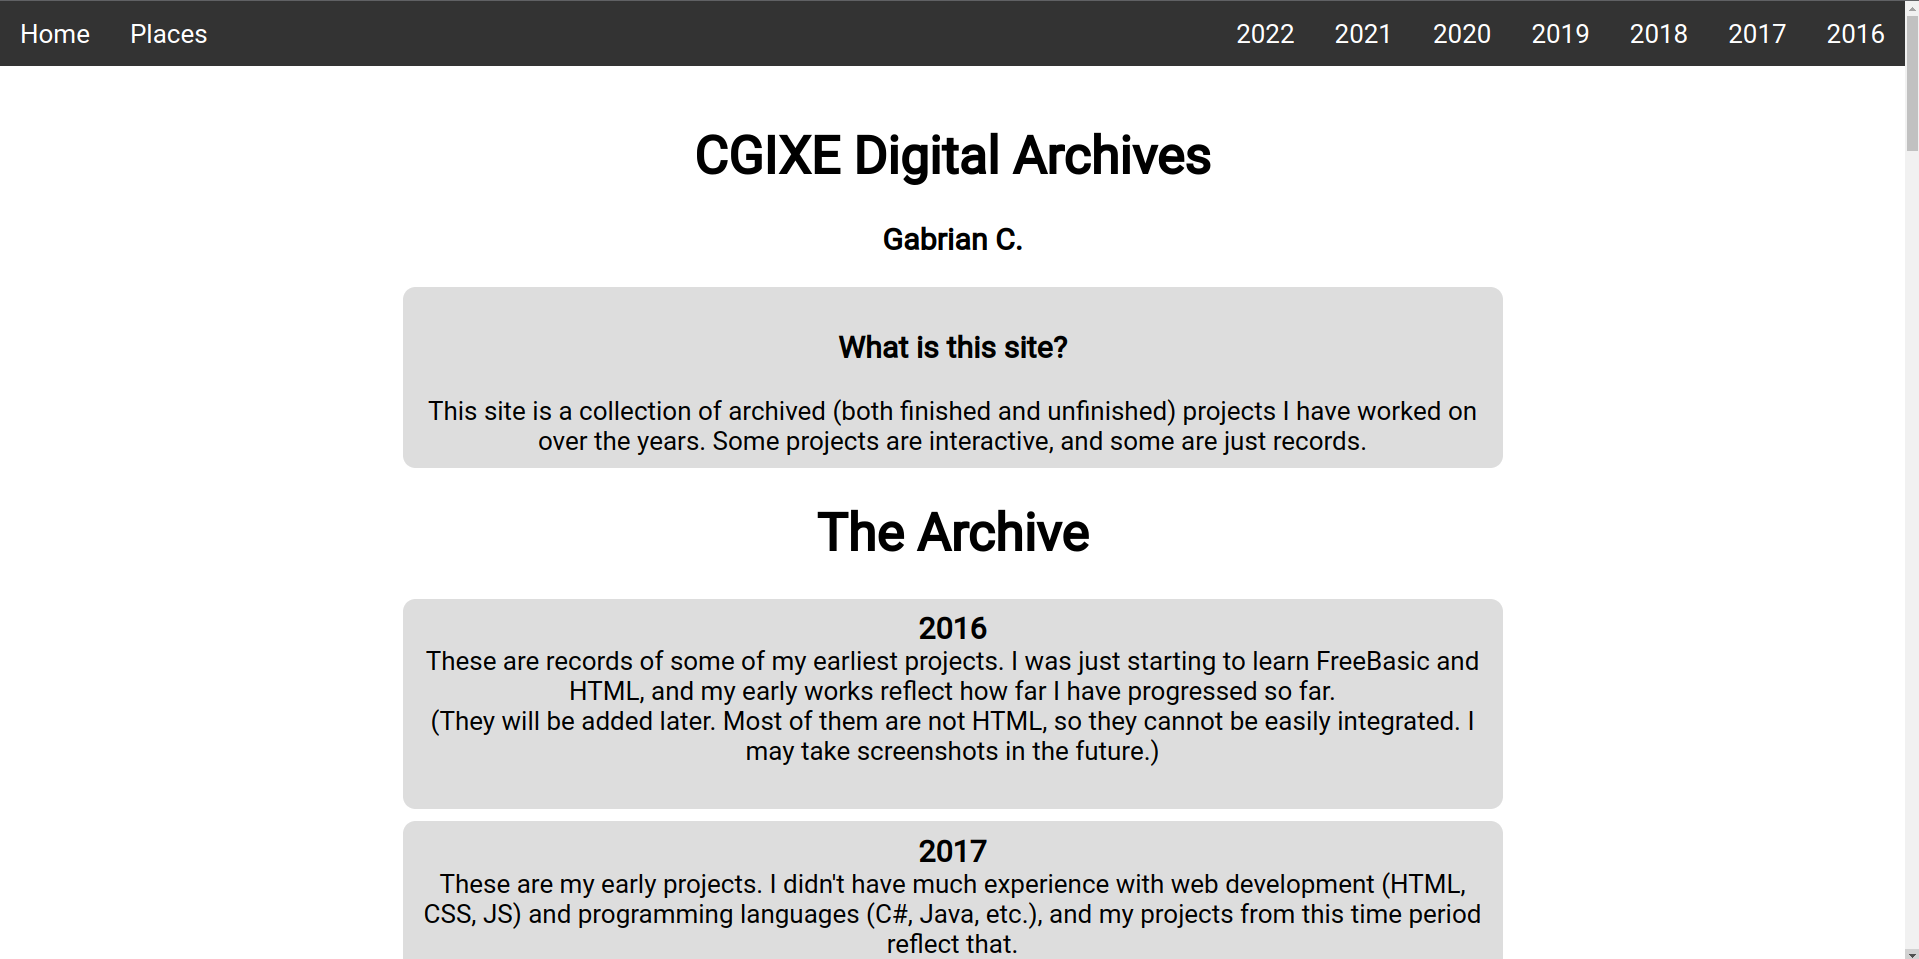 Home Places 2022 2021 2020 2019 2018 2017 2016
CGIXE Digital Archives
Gabrian C.
What is this site?
This site is a collection of archived (both finished and unfinished) projects I have worked on
over the years. Some projects are interactive, and some are just records.
The Archive
2016
These are records of some of my earliest projects. I was just starting to learn FreeBasic and
HTML, and my early works reflect how far I have progressed so far.
(They will be added later. Most of them are not HTML, so they cannot be easily integrated. I
may take screenshots in the future.)
2017
These are my early projects. I didn't have much experience with web development (HTML,
CSS, JS) and programming languages (C#, Java, etc.), and my projects from this time period
reflect that.